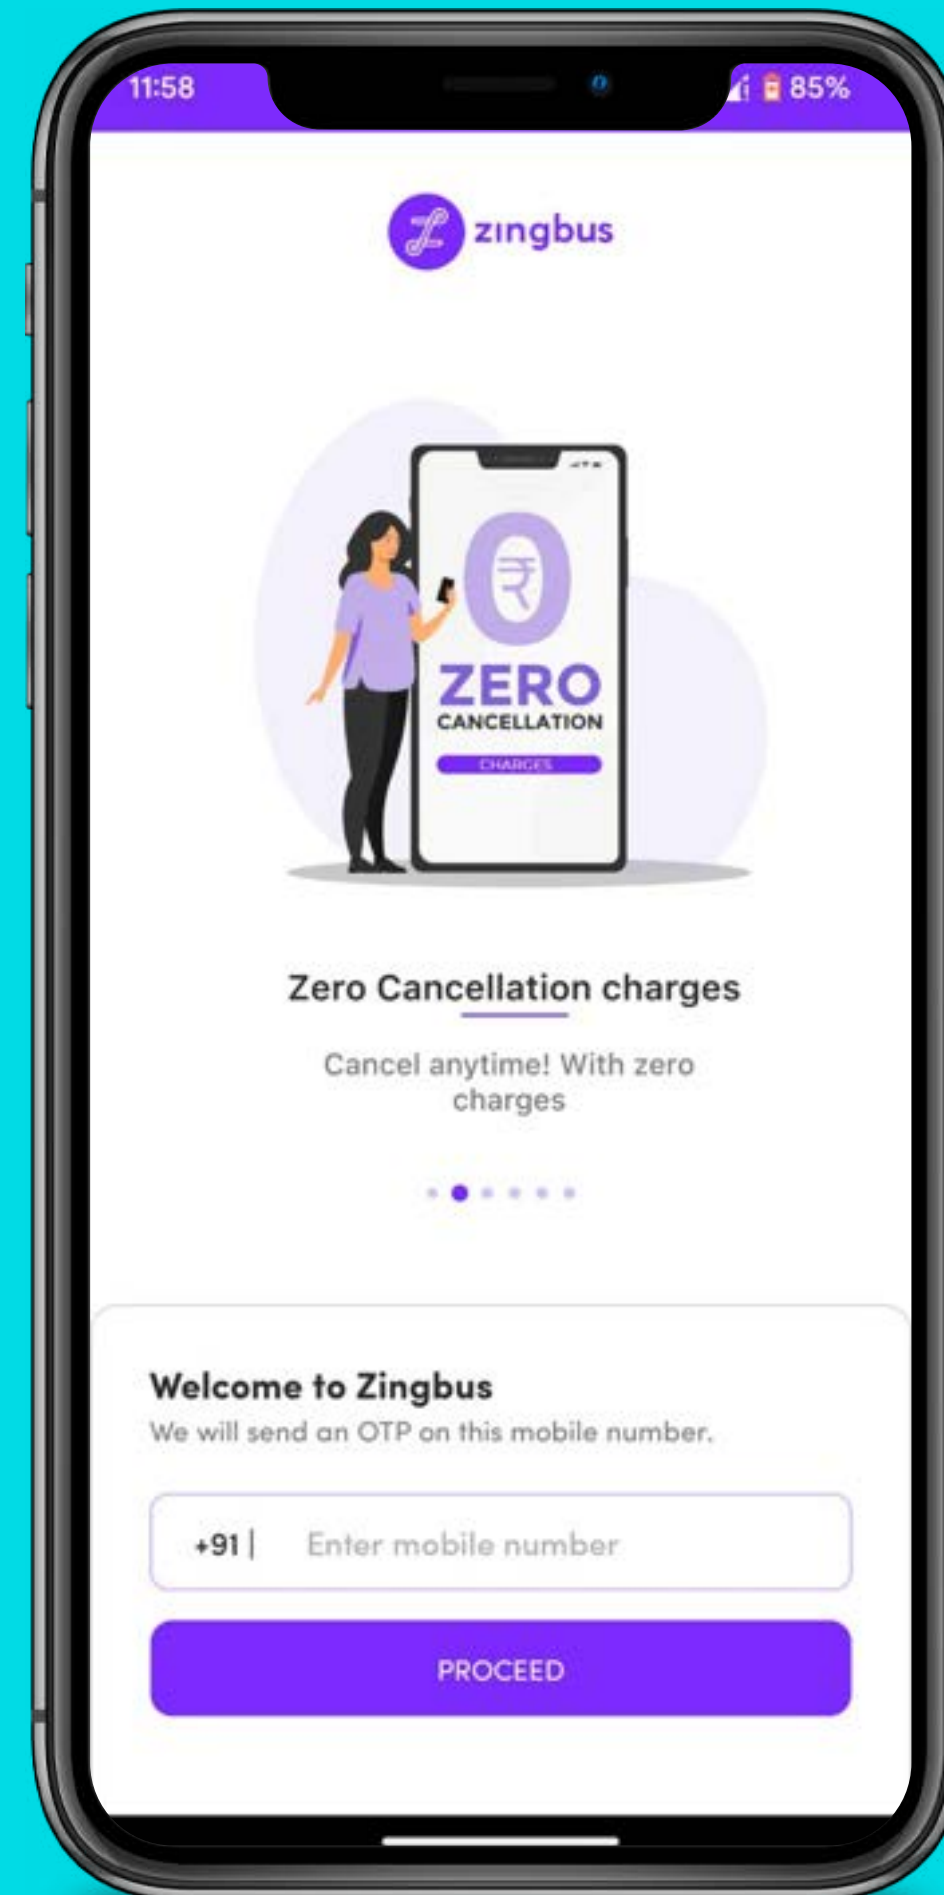 11:58
85%
zingbus
ZERO
CANCELLATION
CHARGES
Zero Cancellation charges
Cancel anytime! With zero
charges
Welcome to Zingbus
We will send an OTP on this mobile number.
+91 | Enter mobile number
PROCEED